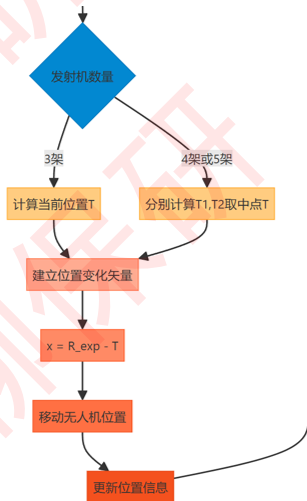 发射机数量
3架
4架或5架
计算当前位置T
分别计算T1,T2取中点T
建立位置变化矢量
x = R_exp - T
移动无人机位置
更新位置信息
保研